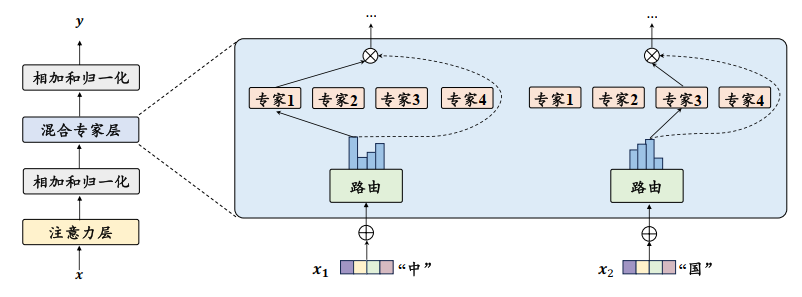 y
相加和归一化
混合专家层
相加和归一化
注意力层
x
...
专家1 专家2 专家3 专家4
路由
x1 “中”
...
专家1 专家2 专家3 专家4
路由
x2 “国”